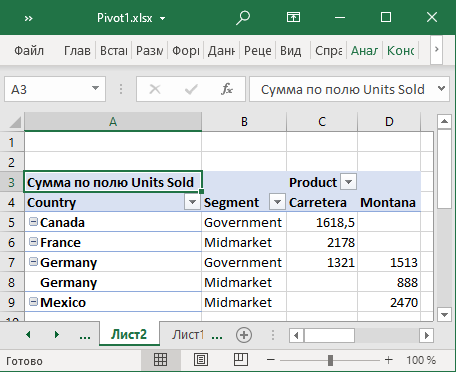 Pivot1.xlsx
Файл Глав Вста Разм Форм Данн Реце Вид Спра Анал Конс
A3 fx Сумма по полю Units Sold
A B C D
1
2
3 Сумма по полю Units Sold Product
4 Country Segment Carretera Montana
5 Canada Government 1618,5
6 France Midmarket 2178
7 Germany Government 1321 1513
8 Germany Midmarket 888
9 Mexico Midmarket 2470
... Лист2 Лист1 ...
Готово 100 %